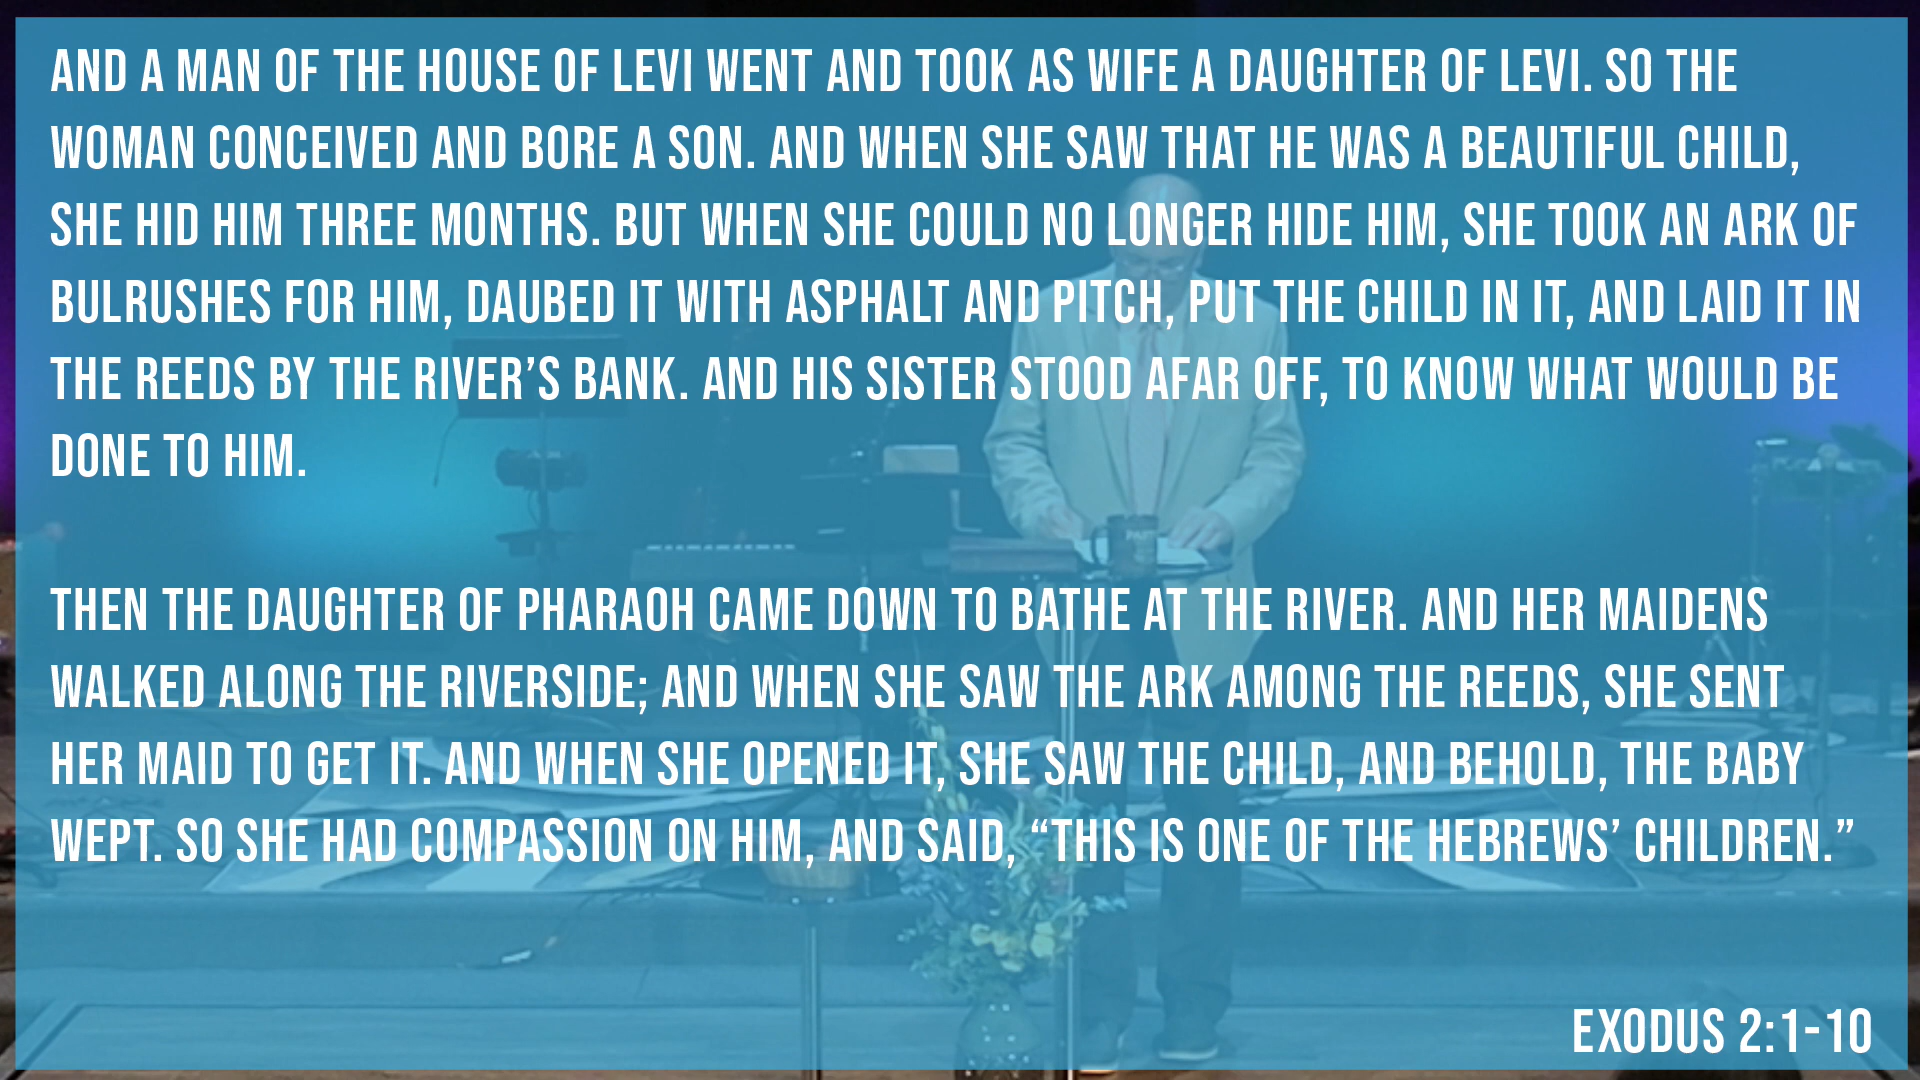 AND A MAN OF THE HOUSE OF LEVI WENT AND TOOK AS WIFE A DAUGHTER OF LEVI. SO THE
WOMAN CONCEIVED AND BORE A SON. AND WHEN SHE SAW THAT HE WAS A BEAUTIFUL CHILD,
SHE HID HIM THREE MONTHS. BUT WHEN SHE COULD NO LONGER HIDE HIM, SHE TOOK AN ARK OF
BULRUSHES FOR HIM, DAUBED IT WITH ASPHALT AND PITCH, PUT THE CHILD IN IT, AND LAID IT IN
THE REEDS BY THE RIVER’S BANK. AND HIS SISTER STOOD AFAR OFF, TO KNOW WHAT WOULD BE
DONE TO HIM.
THEN THE DAUGHTER OF PHARAOH CAME DOWN TO BATHE AT THE RIVER. AND HER MAIDENS
WALKED ALONG THE RIVERSIDE; AND WHEN SHE SAW THE ARK AMONG THE REEDS, SHE SENT
HER MAID TO GET IT. AND WHEN SHE OPENED IT, SHE SAW THE CHILD, AND BEHOLD, THE BABY
WEPT. SO SHE HAD COMPASSION ON HIM, AND SAID, “THIS IS ONE OF THE HEBREWS’ CHILDREN.”
EXODUS 2:1-10